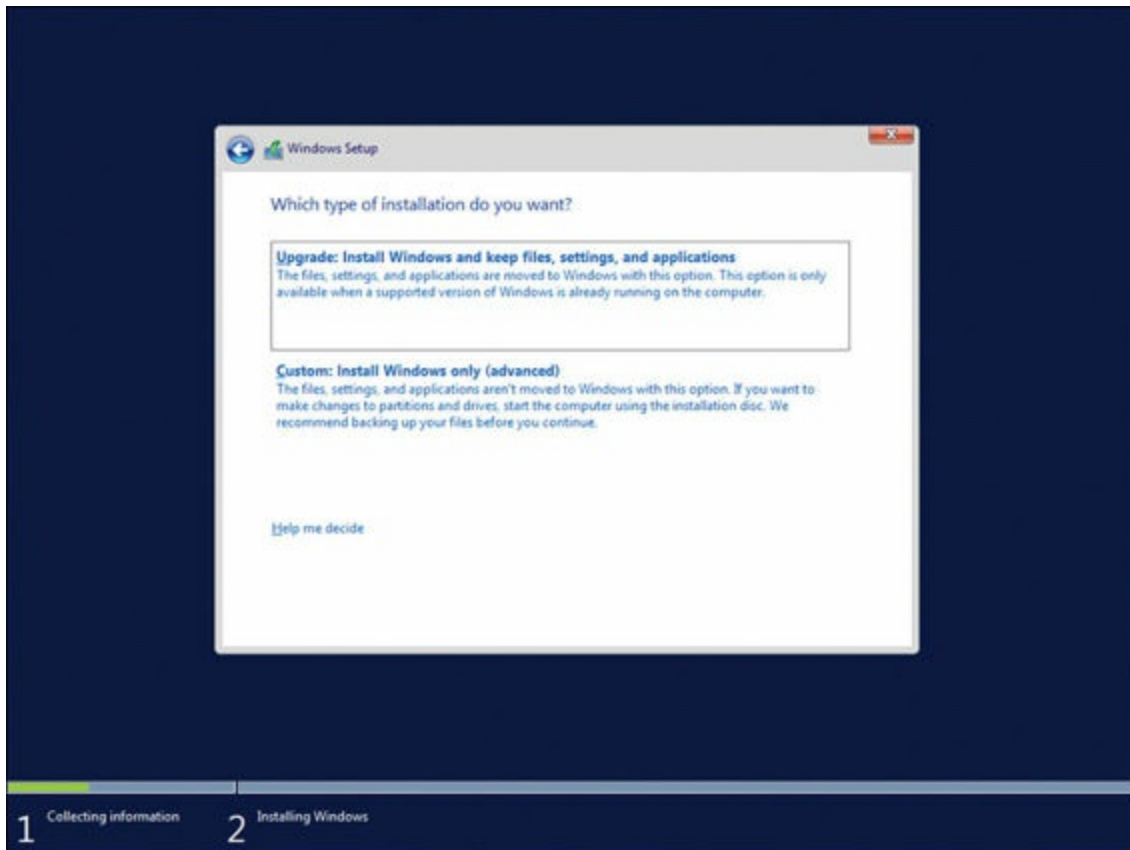 Windows Setup
Which type of installation do you want?
Upgrade: Install Windows and keep files, settings, and applications
The files, settings, and applications are moved to Windows with this option. This option is only
available when a supported version of Windows is already running on the computer.
Custom: Install Windows only (advanced)
The files, settings, and applications aren't moved to Windows with this option. If you want to
make changes to partitions and drives, start the computer using the installation disc. We
recommend backing up your files before you continue.
Help me decide
1 Collecting information
2 Installing Windows